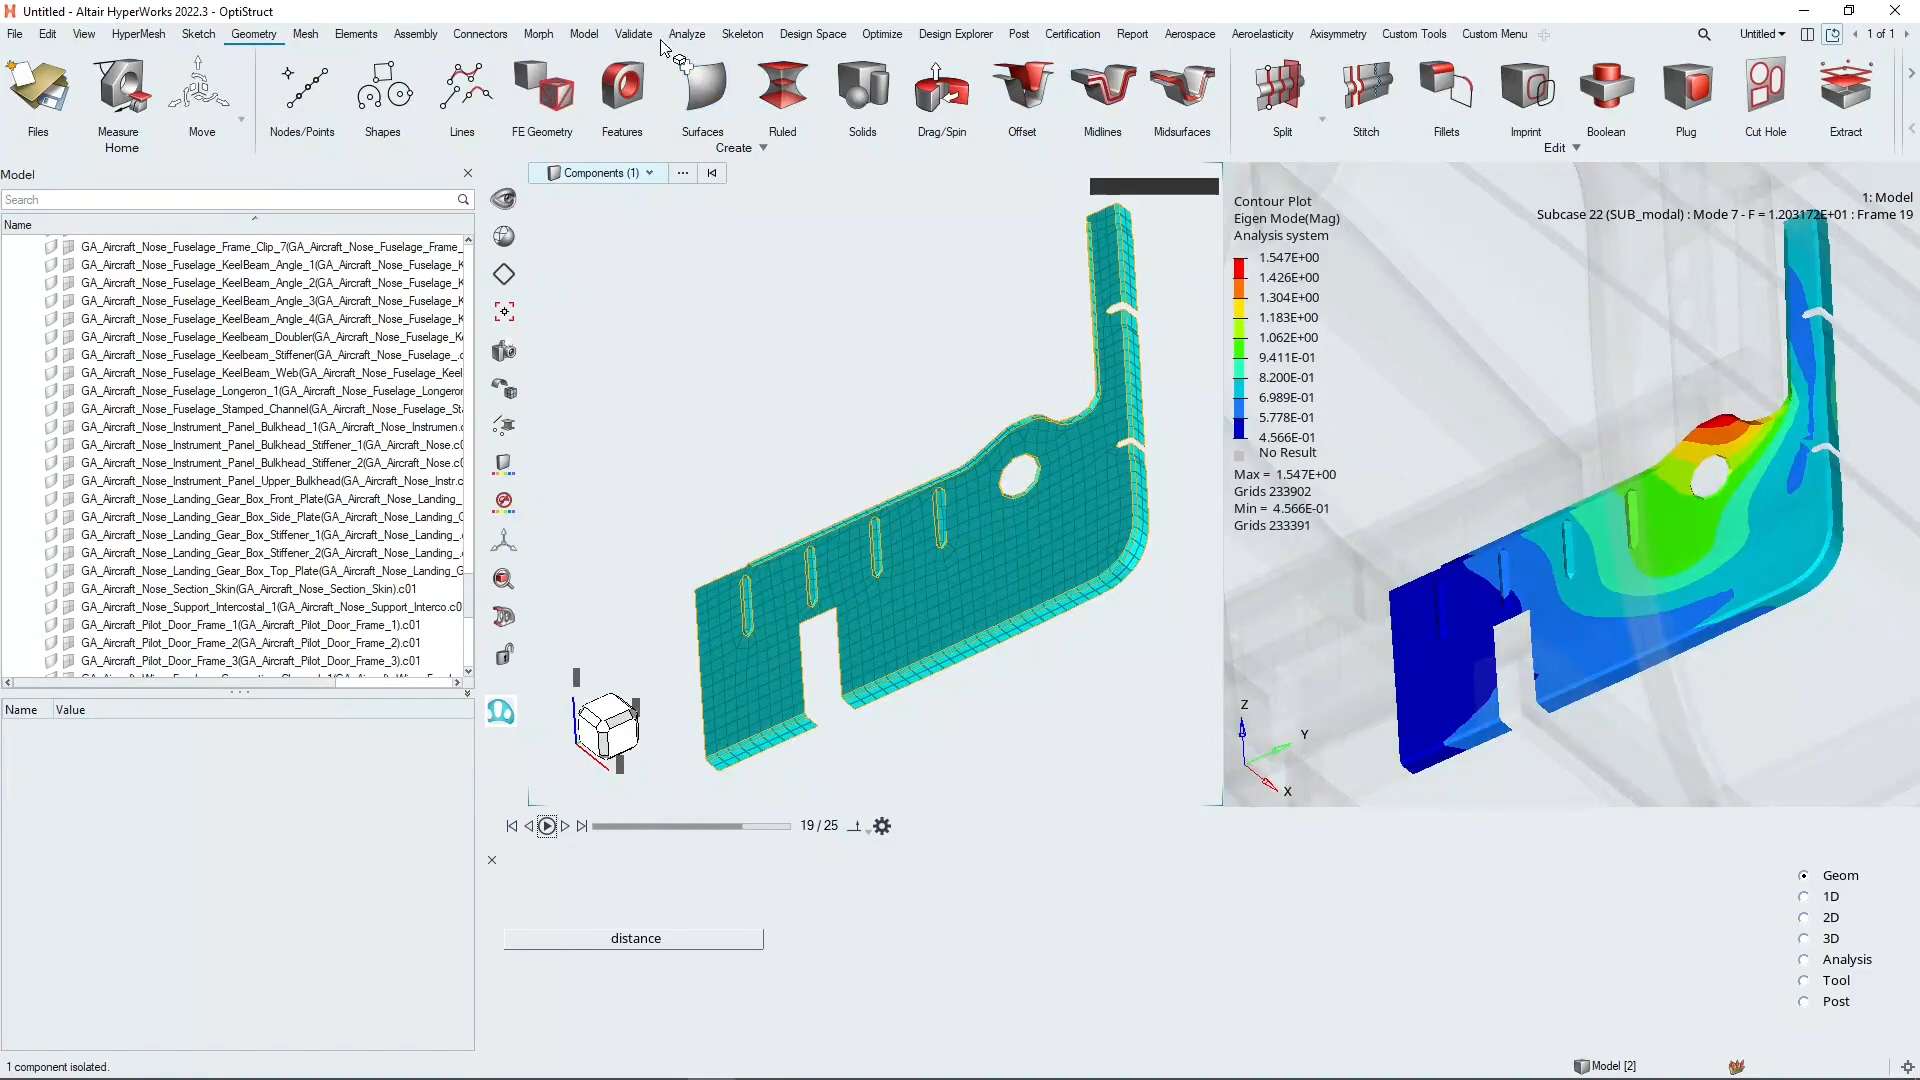 Untitled - Altair HyperWorks 2022.3 - OptiStruct
File Edit View HyperMesh Sketch Geometry Mesh Elements Assembly Connectors Morph Model Validate Analyze Skeleton Design Space Optimize Design Explorer Post Certification Report Aerospace Aeroelasticity Axisymmetry Custom Tools Custom Menu Untitled 1 of 1
Files Measure Move Nodes/Points Shapes Lines FE Geometry Features Surfaces Ruled Solids Drag/Spin Offset Midlines Midsurfaces Split Stitch Fillets Imprint Boolean Plug Cut Hole Extract
Home Create Edit
Model
Search
Name
GA_Aircraft_Nose_Fuselage_Frame_Clip_7(GA_Aircraft_Nose_Fuselage_Frame_
GA_Aircraft_Nose_Fuselage_KeelBeam_Angle_1(GA_Aircraft_Nose_Fuselage_K
GA_Aircraft_Nose_Fuselage_KeelBeam_Angle_2(GA_Aircraft_Nose_Fuselage_K
GA_Aircraft_Nose_Fuselage_KeelBeam_Angle_3(GA_Aircraft_Nose_Fuselage_K
GA_Aircraft_Nose_Fuselage_KeelBeam_Angle_4(GA_Aircraft_Nose_Fuselage_K
GA_Aircraft_Nose_Fuselage_Keelbeam_Doubler(GA_Aircraft_Nose_Fuselage_Ke
GA_Aircraft_Nose_Fuselage_Keelbeam_Stiffener(GA_Aircraft_Nose_Fuselage_.c
GA_Aircraft_Nose_Fuselage_KeelBeam_Web(GA_Aircraft_Nose_Fuselage_Keel
GA_Aircraft_Nose_Fuselage_Longeron_1(GA_Aircraft_Nose_Fuselage_Longeror
GA_Aircraft_Nose_Fuselage_Stamped_Channel(GA_Aircraft_Nose_Fuselage_Sta
GA_Aircraft_Nose_Instrument_Panel_Bulkhead_1(GA_Aircraft_Nose_Instrumen.c
GA_Aircraft_Nose_Instrument_Panel_Bulkhead_Stiffener_1(GA_Aircraft_Nose.c0
GA_Aircraft_Nose_Instrument_Panel_Bulkhead_Stiffener_2(GA_Aircraft_Nose.c0
GA_Aircraft_Nose_Instrument_Panel_Upper_Bulkhead(GA_Aircraft_Nose_Instr.c
GA_Aircraft_Nose_Landing_Gear_Box_Front_Plate(GA_Aircraft_Nose_Landing_
GA_Aircraft_Nose_Landing_Gear_Box_Side_Plate(GA_Aircraft_Nose_Landing_G
GA_Aircraft_Nose_Landing_Gear_Box_Stiffener_1(GA_Aircraft_Nose_Landing_.c
GA_Aircraft_Nose_Landing_Gear_Box_Stiffener_2(GA_Aircraft_Nose_Landing_.c
GA_Aircraft_Nose_Landing_Gear_Box_Top_Plate(GA_Aircraft_Nose_Landing_G
GA_Aircraft_Nose_Section_Skin(GA_Aircraft_Nose_Section_Skin).c01
GA_Aircraft_Nose_Support_Intercostal_1(GA_Aircraft_Nose_Support_Interco.c0
GA_Aircraft_Pilot_Door_Frame_1(GA_Aircraft_Pilot_Door_Frame_1).c01
GA_Aircraft_Pilot_Door_Frame_2(GA_Aircraft_Pilot_Door_Frame_2).c01
GA_Aircraft_Pilot_Door_Frame_3(GA_Aircraft_Pilot_Door_Frame_3).c01
Name Value
Components (1)
Contour Plot
Eigen Mode(Mag)
Analysis system
1.547E+00
1.426E+00
1.304E+00
1.183E+00
1.062E+00
9.411E-01
8.200E-01
6.989E-01
5.778E-01
4.566E-01
No Result
Max = 1.547E+00
Grids 233902
Min = 4.566E-01
Grids 233391
1: Model
Subcase 22 (SUB_modal) : Mode 7 - F = 1.203172E+01 : Frame 19
Z
Y
X
19 / 25
distance
Geom
1D
2D
3D
Analysis
Tool
Post
1 component isolated.
Model [2]